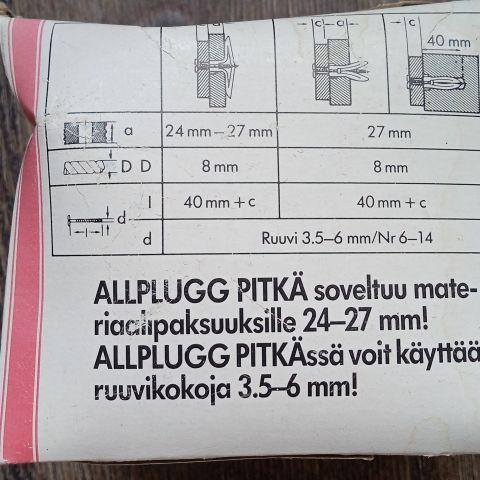 c c c
40 mm
a 24 mm–27 mm 27 mm
D D 8 mm 8 mm
l 40 mm + c 40 mm + c
d
l d Ruuvi 3.5–6 mm/Nr 6–14
ALLPLUGG PITKÄ soveltuu mate-
riaalipaksuuksille 24–27 mm!
ALLPLUGG PITKÄssä voit käyttää
ruuvikokoja 3.5–6 mm!